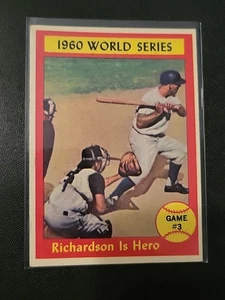 1960 WORLD SERIES
GAME
#3
Richardson Is Hero